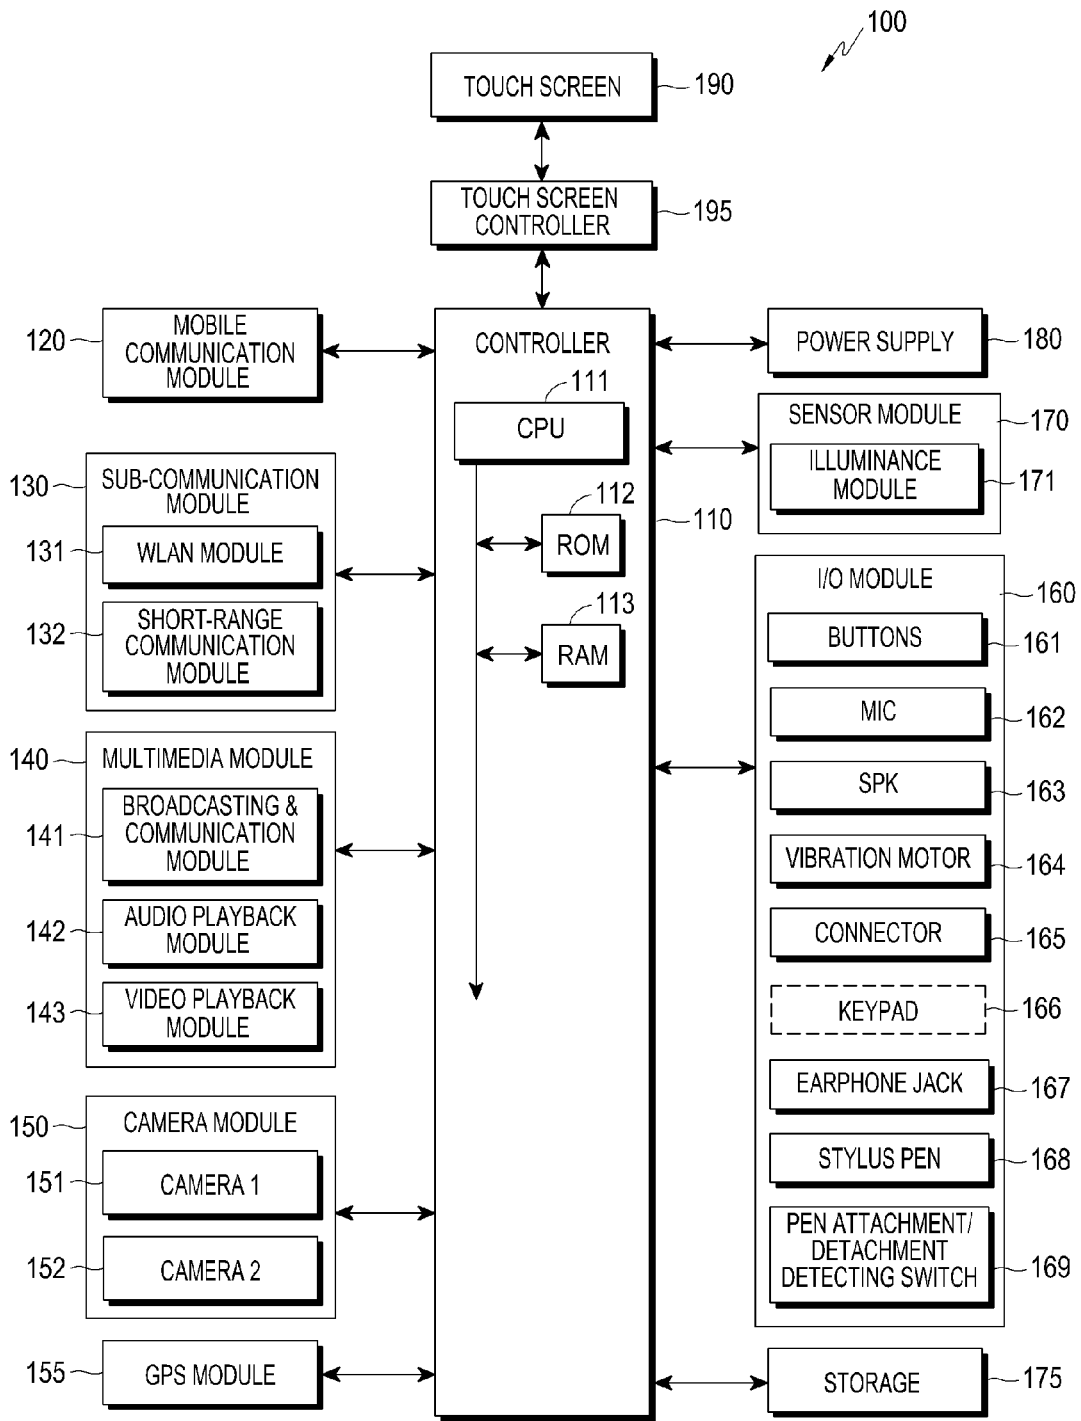 100
TOUCH SCREEN
190
TOUCH SCREEN
CONTROLLER
195
120
MOBILE
COMMUNICATION
MODULE
130
SUB-COMMUNICATION
MODULE
131
WLAN MODULE
132
SHORT-RANGE
COMMUNICATION
MODULE
140
MULTIMEDIA MODULE
141
BROADCASTING &
COMMUNICATION
MODULE
142
AUDIO PLAYBACK
MODULE
143
VIDEO PLAYBACK
MODULE
150
CAMERA MODULE
151
CAMERA 1
152
CAMERA 2
155
GPS MODULE
CONTROLLER
111
CPU
112
ROM
110
113
RAM
POWER SUPPLY
180
SENSOR MODULE
170
ILLUMINANCE
MODULE
171
I/O MODULE
160
BUTTONS
161
MIC
162
SPK
163
VIBRATION MOTOR
164
CONNECTOR
165
KEYPAD
166
EARPHONE JACK
167
STYLUS PEN
168
PEN ATTACHMENT/
DETACHMENT
DETECTING SWITCH
169
STORAGE
175